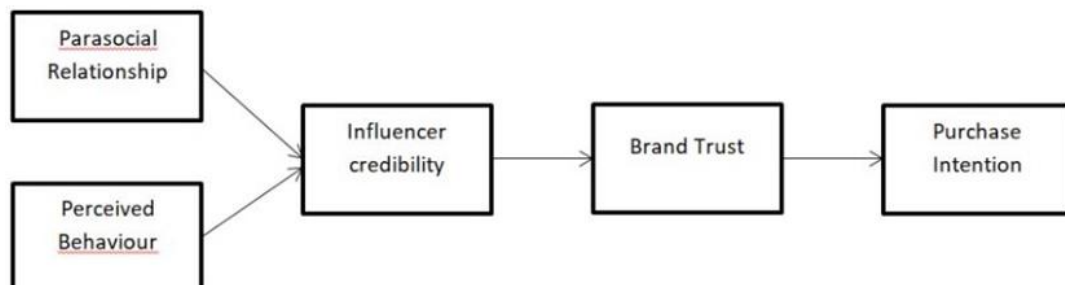 Parasocial
Relationship
Perceived
Behaviour
Influencer
credibility
Brand Trust
Purchase
Intention